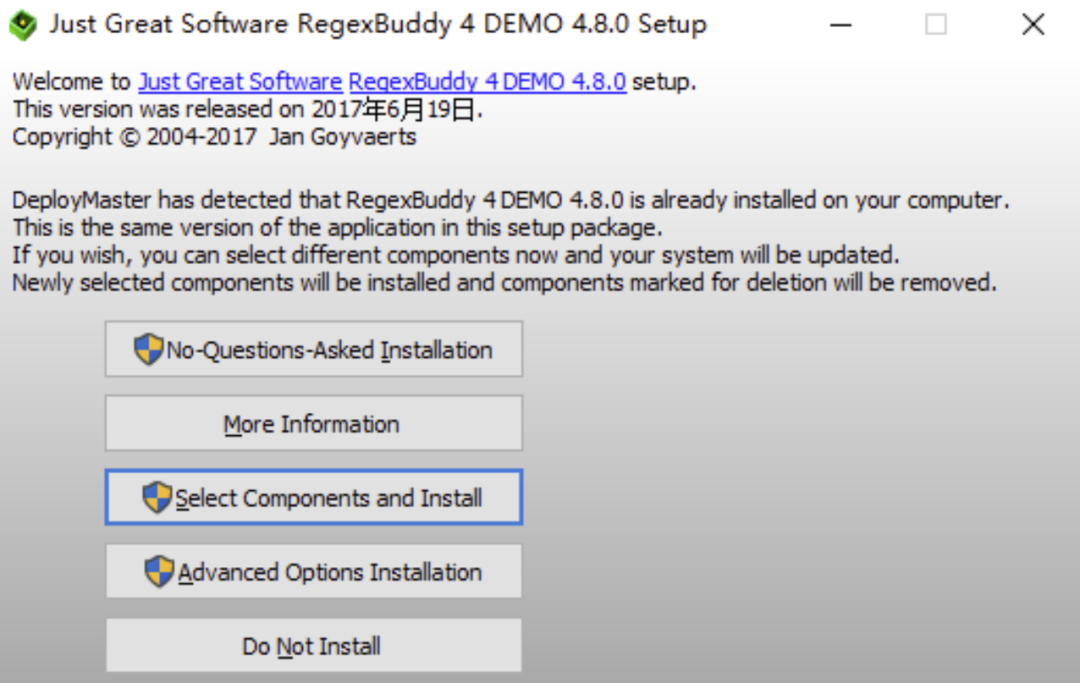 Just Great Software RegexBuddy 4 DEMO 4.8.0 Setup
Welcome to Just Great Software RegexBuddy 4 DEMO 4.8.0 setup.
This version was released on 2017年6月19日.
Copyright © 2004-2017  Jan Goyvaerts
DeployMaster has detected that RegexBuddy 4 DEMO 4.8.0 is already installed on your computer.
This is the same version of the application in this setup package.
If you wish, you can select different components now and your system will be updated.
Newly selected components will be installed and components marked for deletion will be removed.
No-Questions-Asked Installation
More Information
Select Components and Install
Advanced Options Installation
Do Not Install